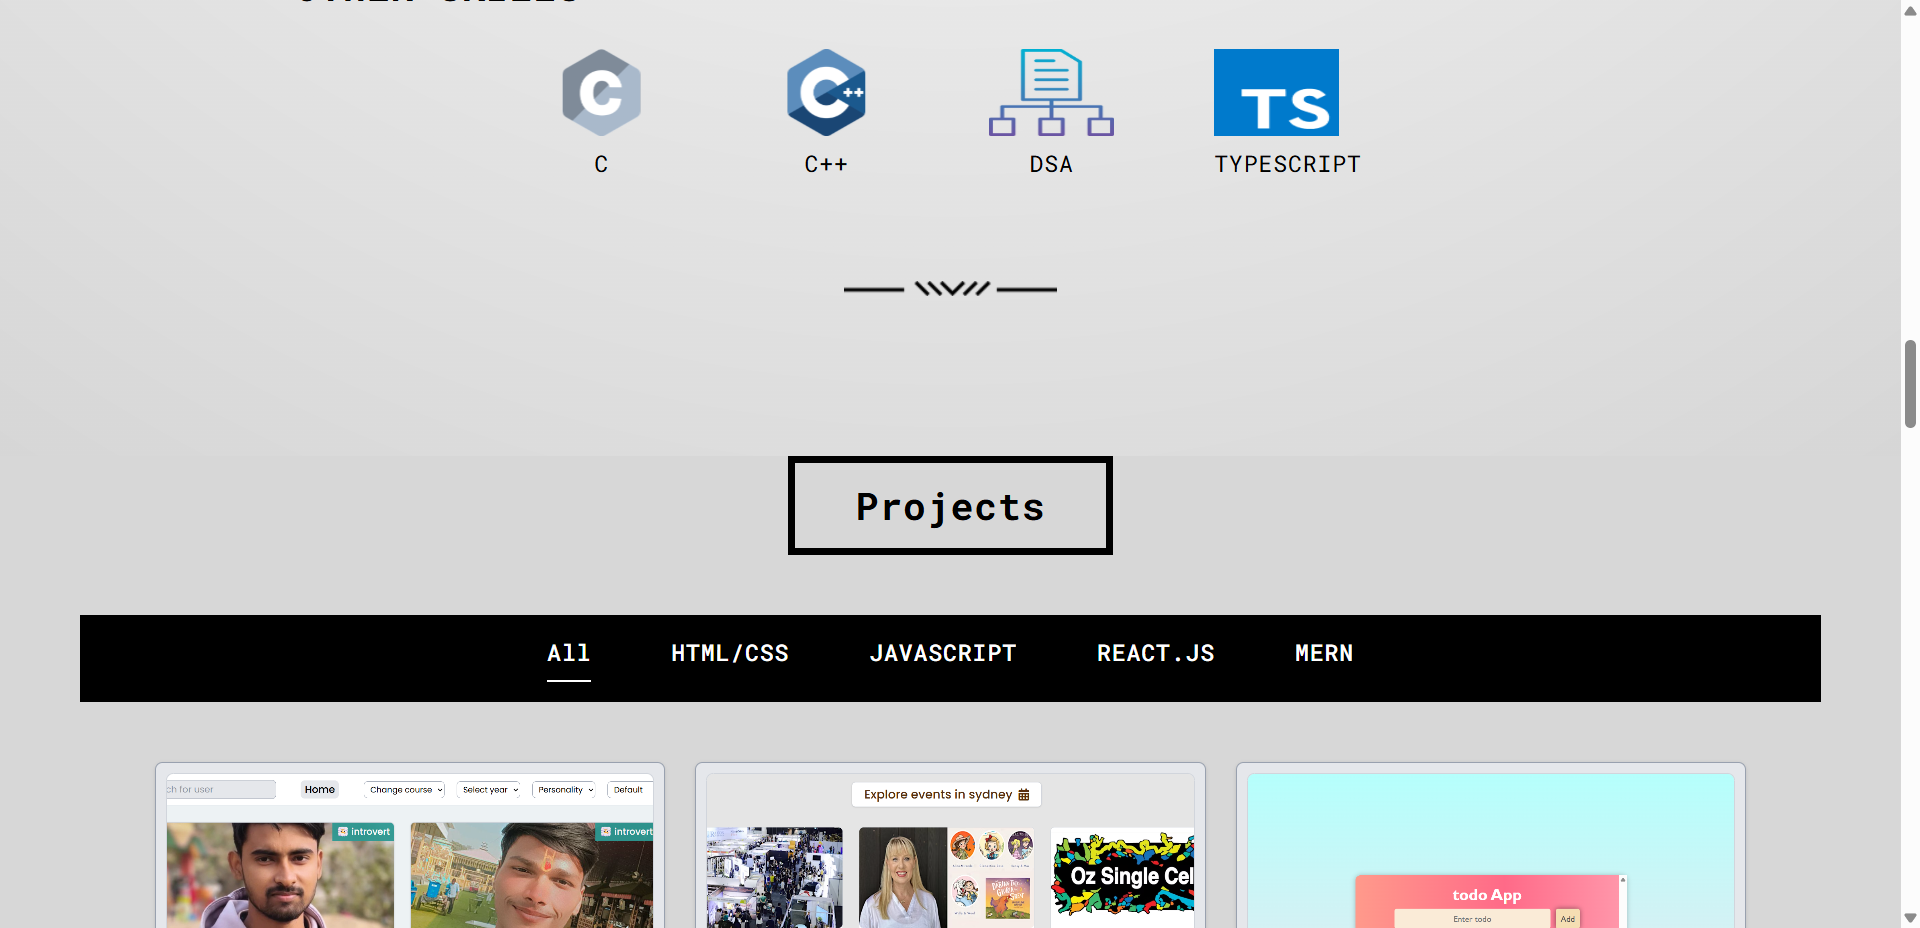 C
C++
TS
C
C++
DSA
TYPESCRIPT
Projects
All
HTML/CSS
JAVASCRIPT
REACT.JS
MERN
ch for user
Home
Change course
Select year
Personality
Default
introvert
introvert
Explore events in sydney
Oz Single Cel
todo App
Enter todo
Add